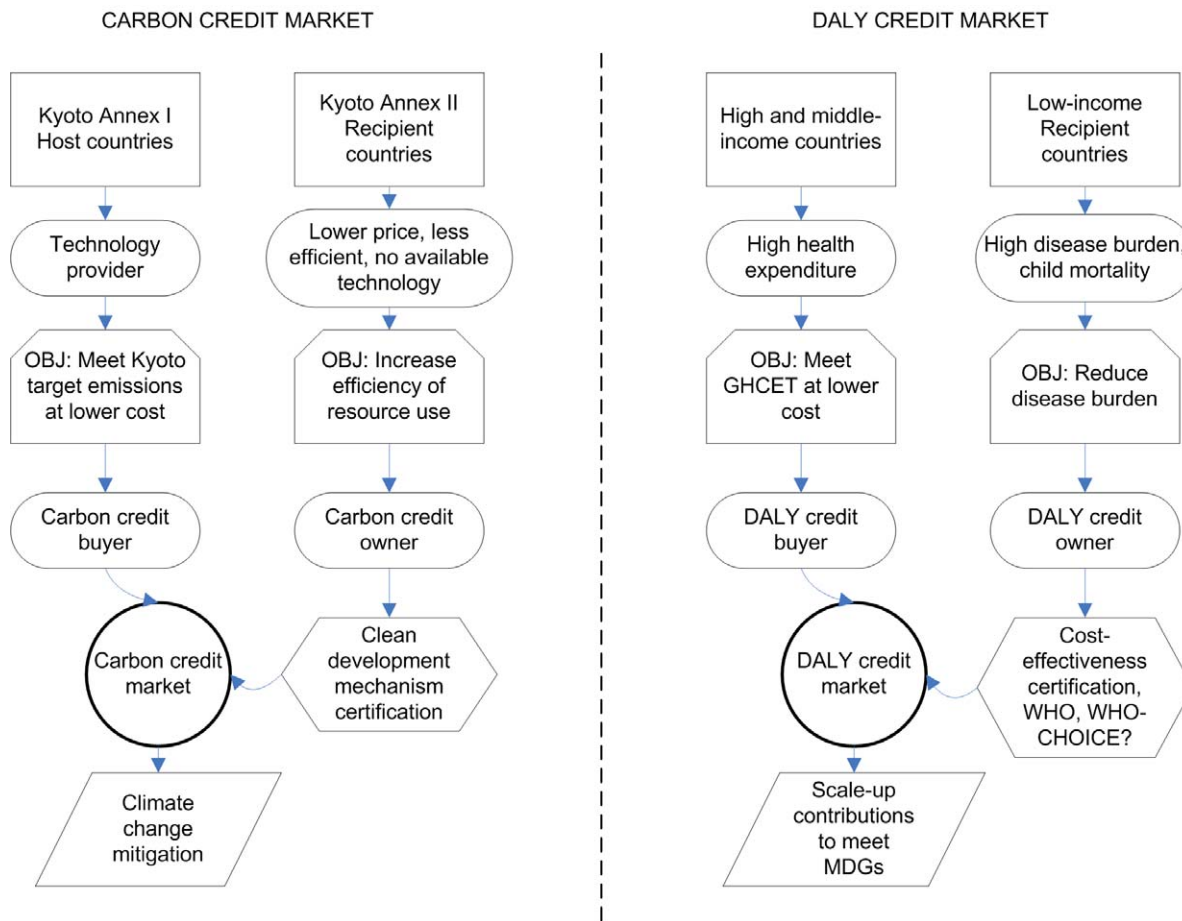 CARBON CREDIT MARKET
Kyoto Annex I
Host countries
Technology
provider
OBJ: Meet Kyoto
target emissions
at lower cost
Carbon credit
buyer
Kyoto Annex II
Recipient
countries
Lower price, less
efficient, no available
technology
OBJ: Increase
efficiency of
resource use
Carbon credit
owner
Clean
development
mechanism
certification
Carbon credit
market
Climate
change
mitigation
DALY CREDIT MARKET
High and middle-
income countries
High health
expenditure
OBJ: Meet
GHCET at lower
cost
DALY credit
buyer
Low-income
Recipient
countries
High disease burden,
child mortality
OBJ: Reduce
disease burden
DALY credit
owner
Cost-
effectiveness
certification,
WHO, WHO-
CHOICE?
DALY credit
market
Scale-up
contributions
to meet
MDGs